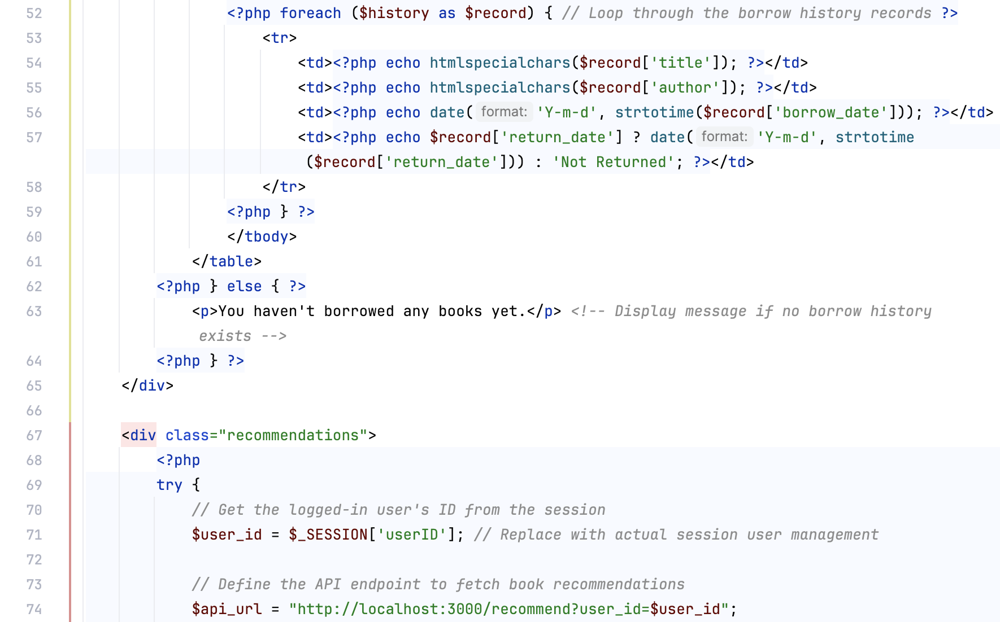 52 <?php foreach ($history as $record) { // Loop through the borrow history records ?>
53 <tr>
54 <td><?php echo htmlspecialchars($record['title']); ?></td>
55 <td><?php echo htmlspecialchars($record['author']); ?></td>
56 <td><?php echo date( format: 'Y-m-d', strtotime($record['borrow_date'])); ?></td>
57 <td><?php echo $record['return_date'] ? date( format: 'Y-m-d', strtotime
($record['return_date'])) : 'Not Returned'; ?></td>
58 </tr>
59 <?php } ?>
60 </tbody>
61 </table>
62 <?php } else { ?>
63 <p>You haven't borrowed any books yet.</p> <!-- Display message if no borrow history
exists -->
64 <?php } ?>
65 </div>
66
67 <div class="recommendations">
68 <?php
69 try {
70 // Get the logged-in user's ID from the session
71 $user_id = $_SESSION['userID']; // Replace with actual session user management
72
73 // Define the API endpoint to fetch book recommendations
74 $api_url = "http://localhost:3000/recommend?user_id=$user_id";